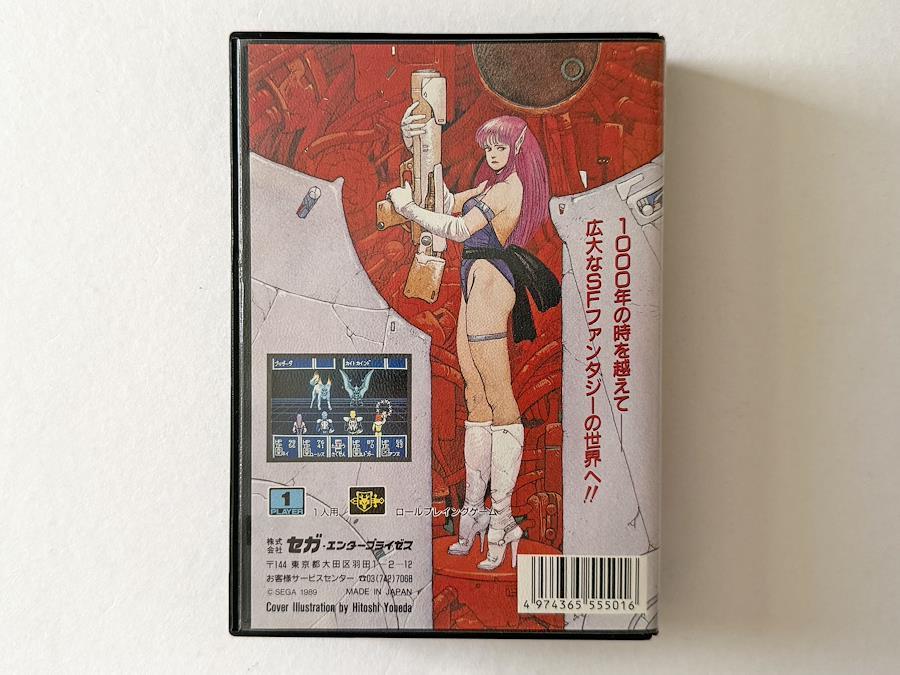 1000年の時を越えて
広大なSFファンタジーの世界へ!!
1
PLAYER
1人用
ロールプレイングゲーム
株式会社 セガ・エンタープライゼス
〒144 東京都大田区羽田1-2-12
お客様サービスセンター ☎03(742)7068
© SEGA 1989 MADE IN JAPAN
Cover Illustration by Hitoshi Yoneda
4 974365 555016